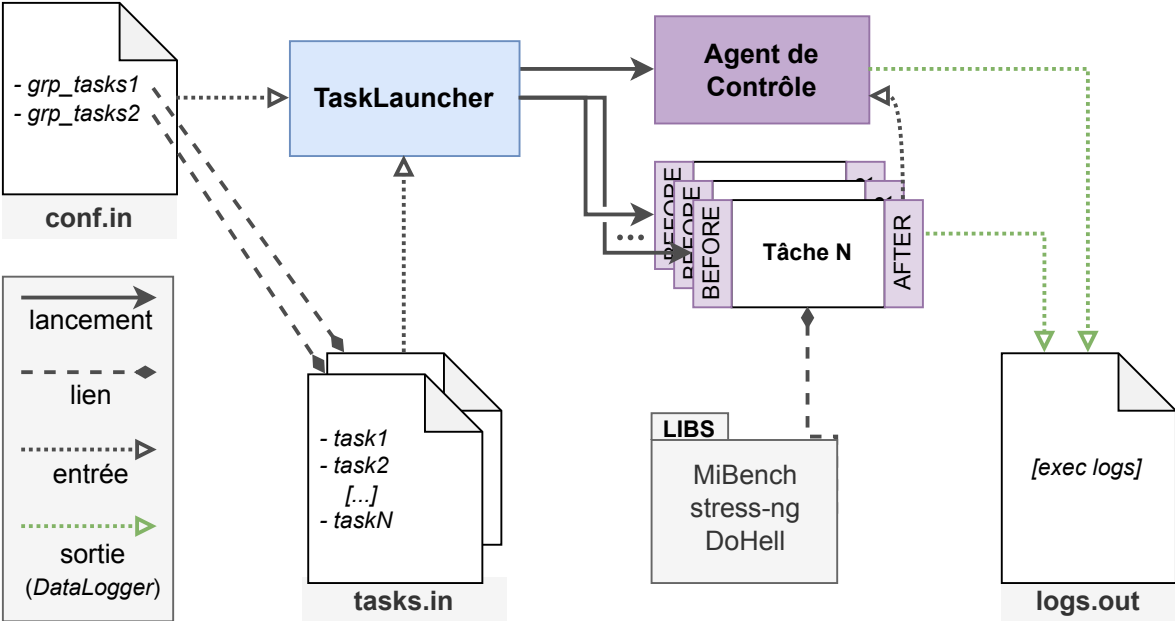 - grp_tasks1
- grp_tasks2
conf.in
TaskLauncher
Agent de
Contrôle
BEFORE
BEFORE
BEFORE
...
Tâche N
AFTER
lancement
lien
entrée
sortie
(DataLogger)
- task1
- task2
[...]
- taskN
tasks.in
LIBS
MiBench
stress-ng
DoHell
[exec logs]
logs.out